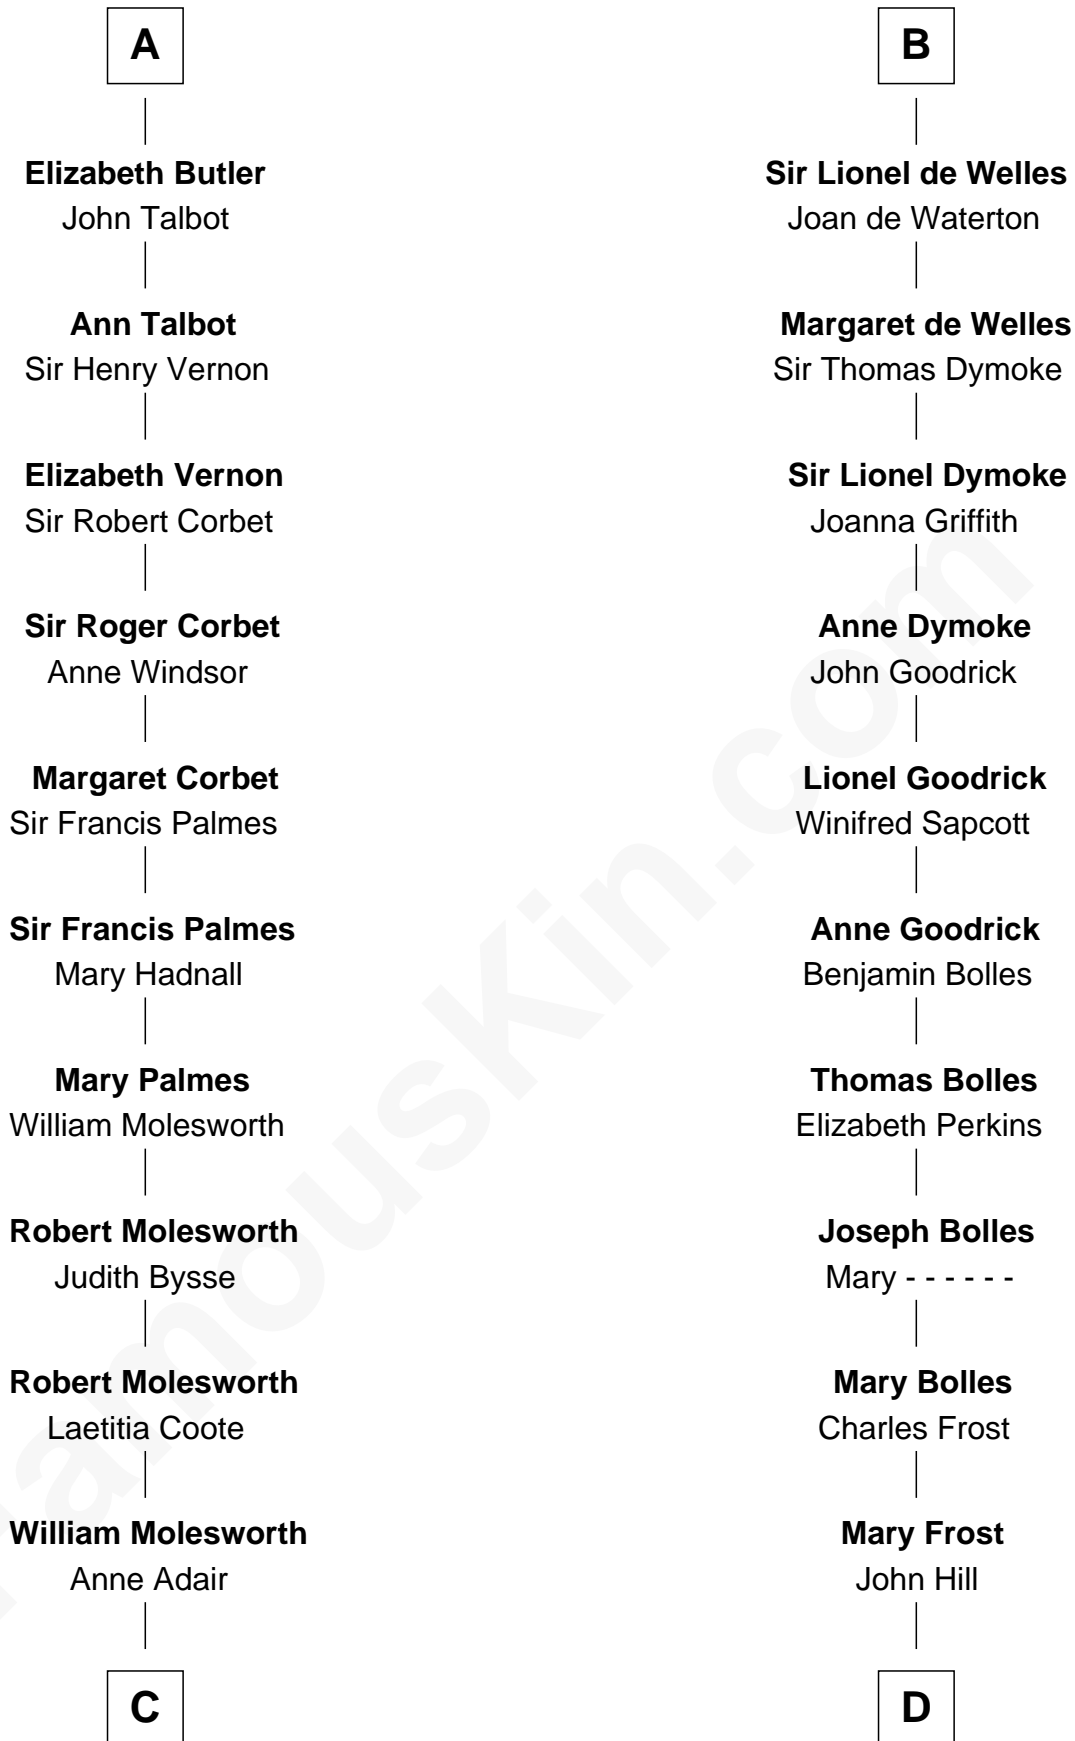 A
Elizabeth Butler
John Talbot
Ann Talbot
Sir Henry Vernon
Elizabeth Vernon
Sir Robert Corbet
Sir Roger Corbet
Anne Windsor
Margaret Corbet
Sir Francis Palmes
Sir Francis Palmes
Mary Hadnall
Mary Palmes
William Molesworth
Robert Molesworth
Judith Bysse
Robert Molesworth
Laetitia Coote
William Molesworth
Anne Adair
C
B
Sir Lionel de Welles
Joan de Waterton
Margaret de Welles
Sir Thomas Dymoke
Sir Lionel Dymoke
Joanna Griffith
Anne Dymoke
John Goodrick
Lionel Goodrick
Winifred Sapcott
Anne Goodrick
Benjamin Bolles
Thomas Bolles
Elizabeth Perkins
Joseph Bolles
Mary - - - - - -
Mary Bolles
Charles Frost
Mary Frost
John Hill
D
FamousKin.com